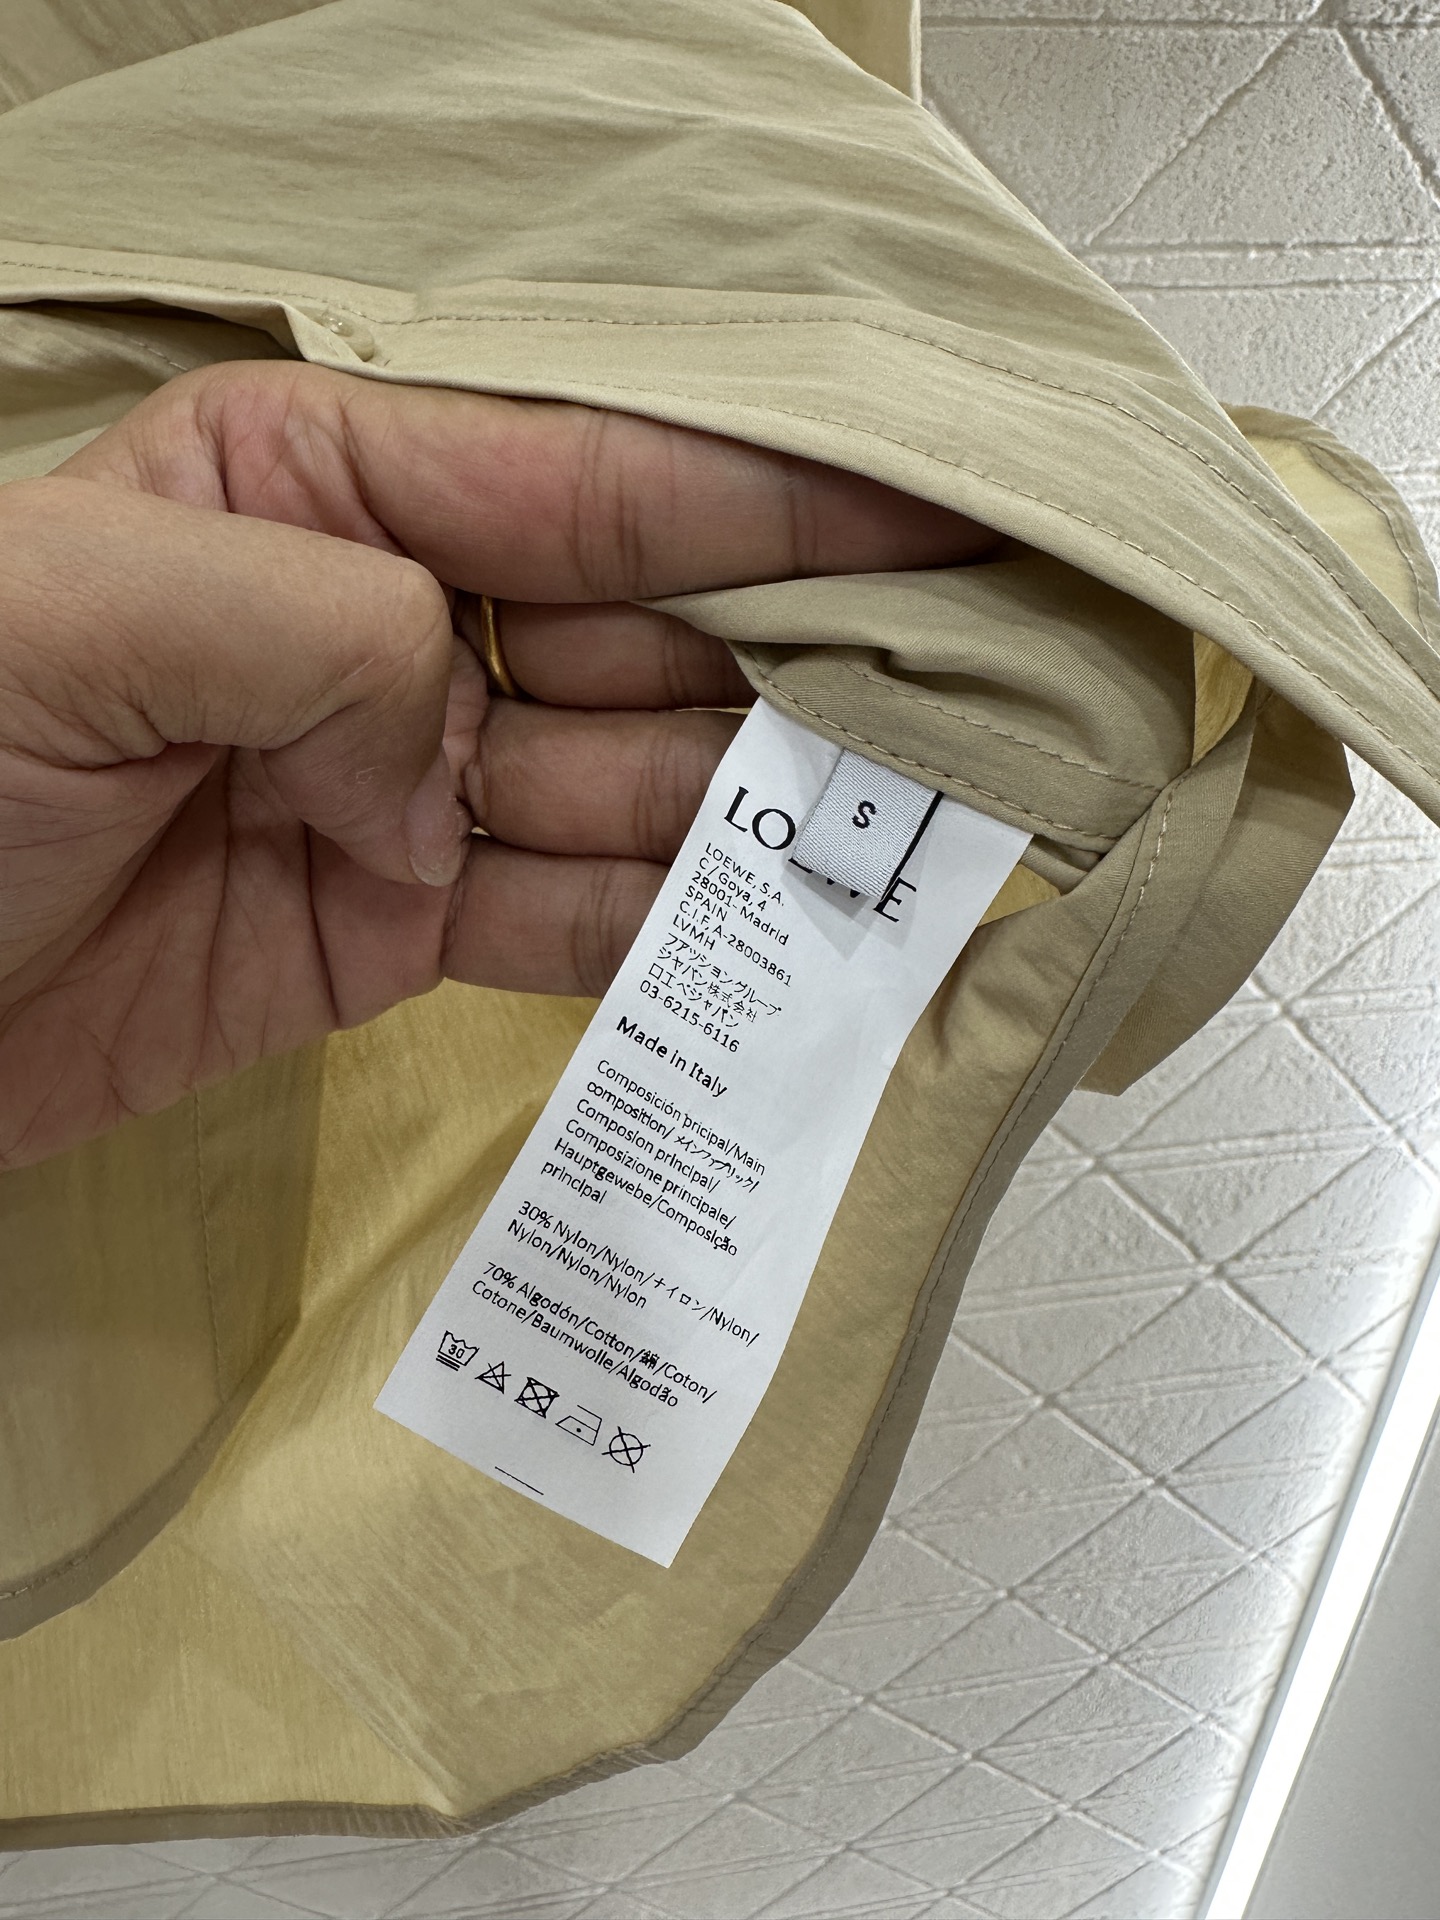 S
LOEWE
LOEWE, S.A.
C/Goya, 4
28001- Madrid
SPAIN
C.I.F, A-28003861
LVMH
ファッショングループ
ジャパン株式会社
ロエベジャパン
03-6215-6116
Made in Italy
Composición pricipal/Main
composition/ メインファブリック/
Composion principal/
Composizione principale/
Hauptgewebe/Composição
principal
30% Nylon/Nylon/ナイロン/Nylon/
Nylon/Nylon/Nylon
70% Algodón/Cotton/綿/Coton/
Cotone/Baumwolle/Algodão
30